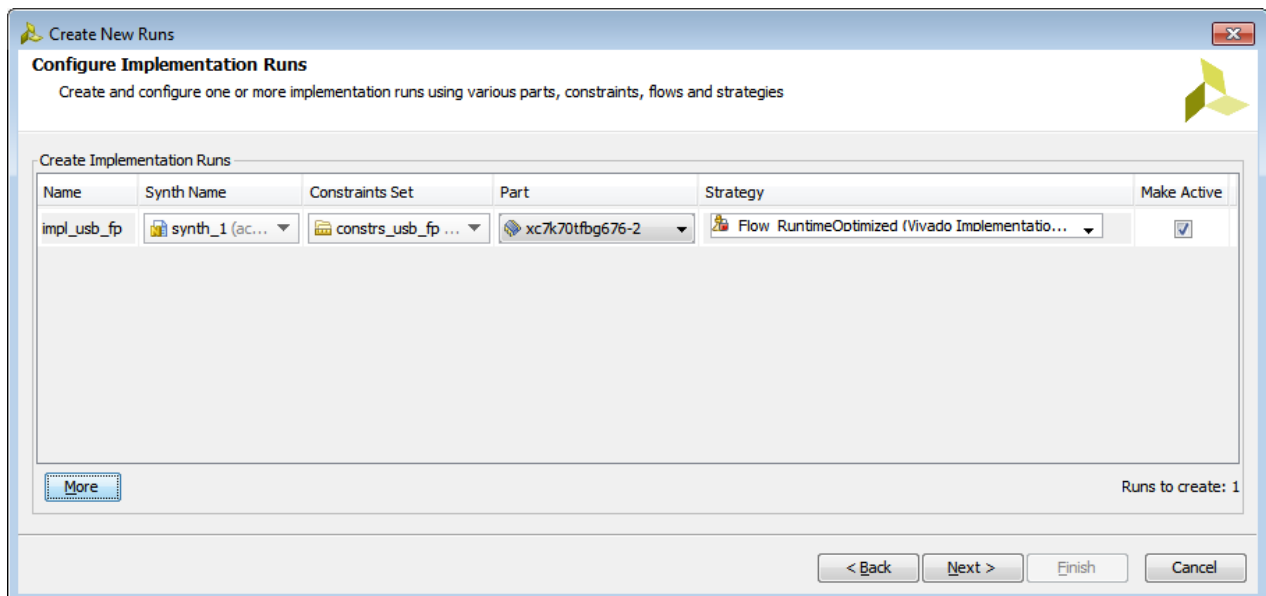 Create New Runs
Configure Implementation Runs
Create and configure one or more implementation runs using various parts, constraints, flows and strategies
Create Implementation Runs
Name Synth Name Constraints Set Part Strategy Make Active
impl_usb_fp synth_1 (ac... constrs_usb_fp ... xc7k70tfbg676-2 Flow_RuntimeOptimized (Vivado Implementatio...
More Runs to create: 1
< Back Next > Finish Cancel